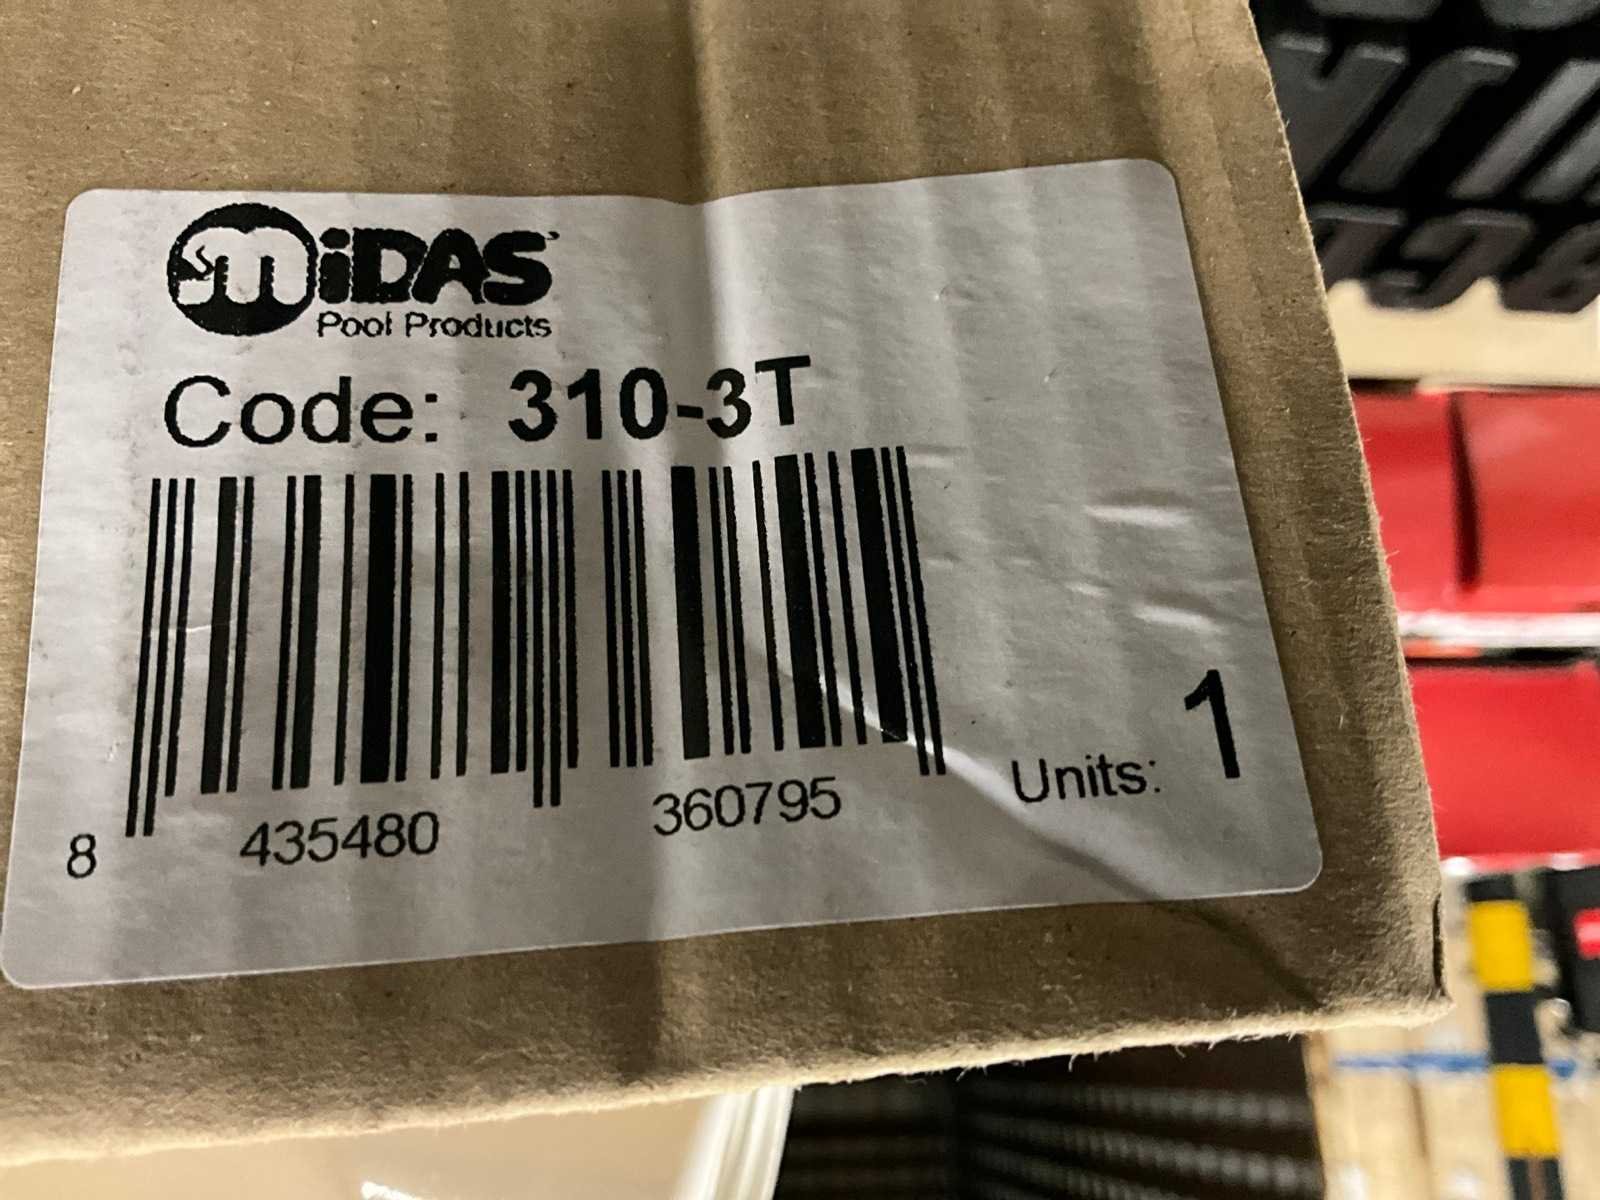 MiDAS
Pool Products
Code: 310-3T
8 435480 360795
Units: 1